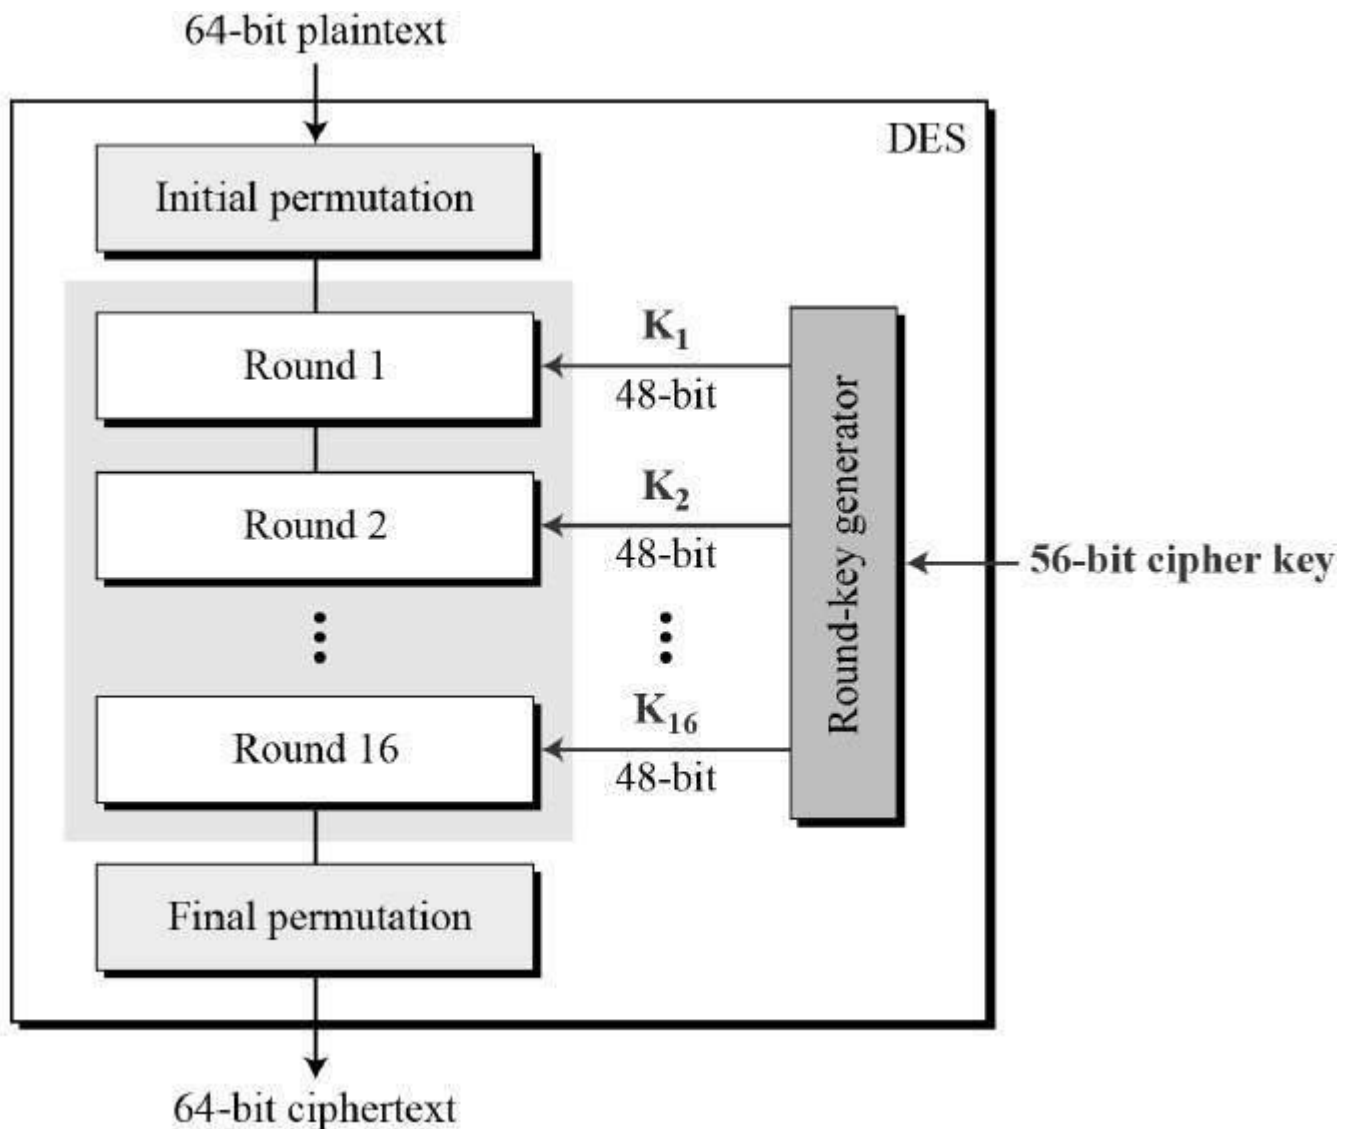 64-bit plaintext
DES
Initial permutation
Round 1
K₁
48-bit
Round 2
K₂
48-bit
Round-key generator
56-bit cipher key
Round 16
K₁₆
48-bit
Final permutation
64-bit ciphertext